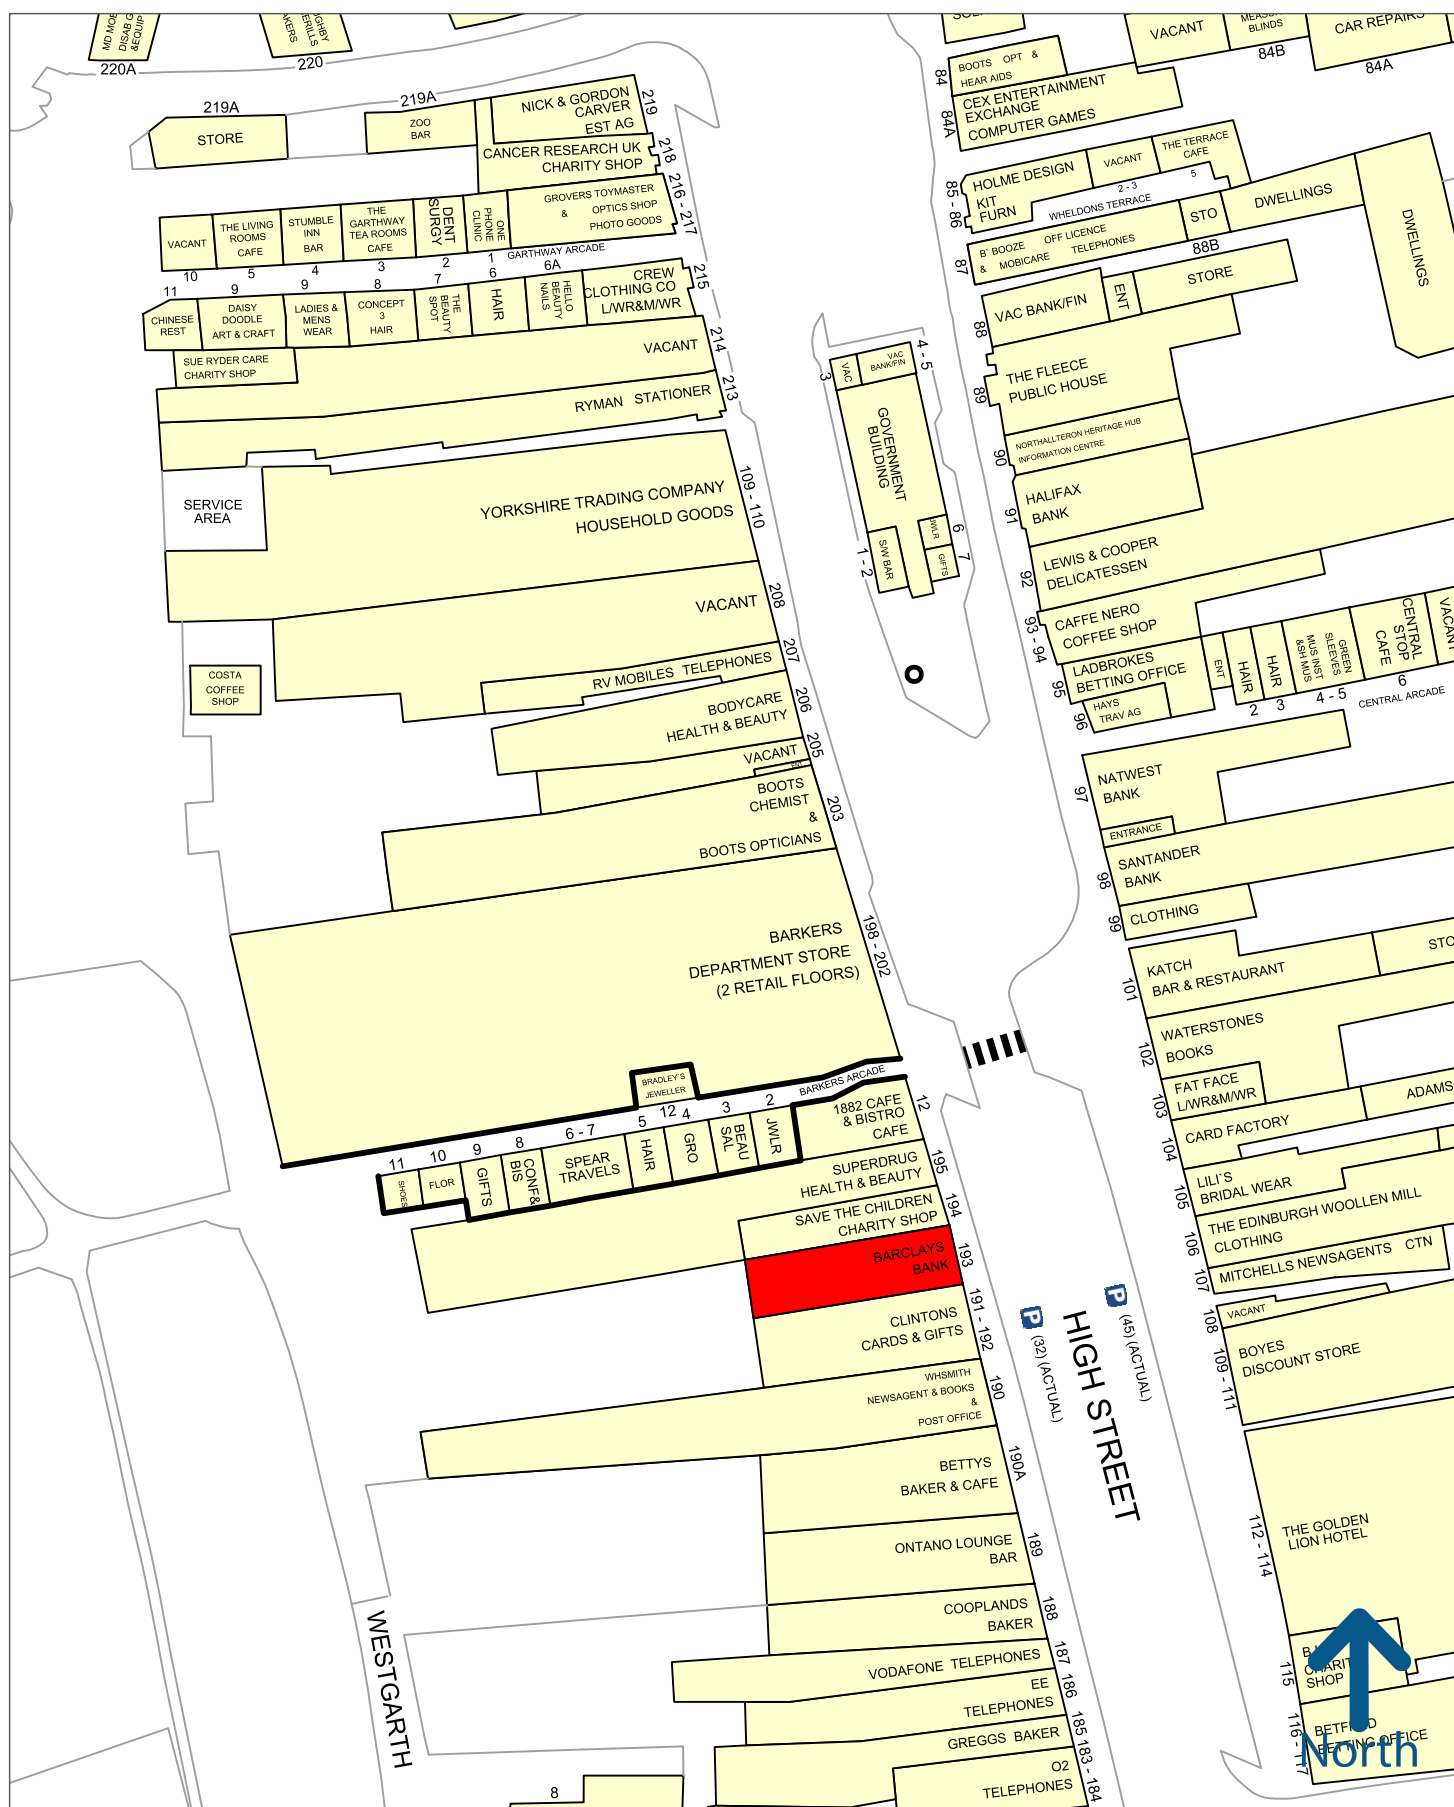 MD MOB
DISAB G
&EQUIP
220A
220
SOL
VACANT
BLINDS
84B
CAR REPAIRS
84A
84
BOOTS OPT &
HEAR AIDS
84A
CEX ENTERTAINMENT
EXCHANGE
COMPUTER GAMES
219A
STORE
219A
ZOO
BAR
NICK & GORDON
CARVER
EST AG
219
CANCER RESEARCH UK
CHARITY SHOP
218
GROVERS TOYMASTER
& OPTICS SHOP
PHOTO GOODS
216 - 217
VACANT
10
THE LIVING
ROOMS
CAFE
5
STUMBLE
INN
BAR
4
THE
GARTHWAY
TEA ROOMS
CAFE
3
DENT
SURGY
2
FONE
PHONE
CLINIC
1
GARTHWAY ARCADE
11
CHINESE
REST
9
DAISY
DOODLE
ART & CRAFT
9
LADIES &
MENS
WEAR
8
CONCEPT
3
HAIR
7
THE
BEAUTY
SPOT
6
HAIR
6A
HELLO
BEAUTY
NAILS
CREW
CLOTHING CO
L/WR&M/WR
215
SUE RYDER CARE
CHARITY SHOP
VACANT
214
RYMAN STATIONER
213
SERVICE
AREA
YORKSHIRE TRADING COMPANY
HOUSEHOLD GOODS
109 - 110
VACANT
208
COSTA
COFFEE
SHOP
RV MOBILES TELEPHONES
207
BODYCARE
HEALTH & BEAUTY
206
VACANT
205
BOOTS
CHEMIST
&
BOOTS OPTICIANS
203
BARKERS
DEPARTMENT STORE
(2 RETAIL FLOORS)
198 - 202
BRADLEY'S
JEWELLER
12
BARKERS ARCADE
11
SHOES
10
FLOR
9
GIFTS
8
CONF&
BIS
6 - 7
SPEAR
TRAVELS
5
HAIR
4
GRO
3
BEAU
SAL
2
JWLR
1882 CAFE
& BISTRO
CAFE
12
SUPERDRUG
HEALTH & BEAUTY
195
SAVE THE CHILDREN
CHARITY SHOP
194
BARCLAYS
BANK
193
CLINTONS
CARDS & GIFTS
191 - 192
WHSMITH
NEWSAGENT & BOOKS
&
POST OFFICE
190
BETTYS
BAKER & CAFE
190A
ONTANO LOUNGE
BAR
189
COOPLANDS
BAKER
188
VODAFONE TELEPHONES
187
EE
TELEPHONES
186
GREGGS BAKER
185
O2
TELEPHONES
183 - 184
8
WESTGARTH
3
VAC
VAC
BANK/FIN
4 - 5
GOVERNMENT
BUILDING
1 - 2
S/W BAR
JWLR
6
GIFTS
7
85 - 86
HOLME DESIGN
KIT
FURN
VACANT
2 - 3
THE TERRACE
CAFE
5
WHELDONS TERRACE
87
B' BOOZE OFF LICENCE
& MOBICARE TELEPHONES
STO
DWELLINGS
DWELLINGS
88B
STORE
88
VAC BANK/FIN
ENT
89
THE FLEECE
PUBLIC HOUSE
90
NORTHALLTERON HERITAGE HUB
INFORMATION CENTRE
91
HALIFAX
BANK
92
LEWIS & COOPER
DELICATESSEN
93 - 94
CAFFE NERO
COFFEE SHOP
95
LADBROKES
BETTING OFFICE
96
HAYS
TRAV AG
ENT
HAIR
2
HAIR
3
GREEN
SLEEVES
MUS INST
&SH MUS
4 - 5
CENTRAL
STOP
CAFE
6
VACANT
CENTRAL ARCADE
97
NATWEST
BANK
ENTRANCE
98
SANTANDER
BANK
99
CLOTHING
101
KATCH
BAR & RESTAURANT
STO
102
WATERSTONES
BOOKS
103
FAT FACE
L/WR&M/WR
104
CARD FACTORY
ADAMS
105
LILI'S
BRIDAL WEAR
106
THE EDINBURGH WOOLLEN MILL
CLOTHING
107
MITCHELLS NEWSAGENTS CTN
108
VACANT
109 - 111
BOYES
DISCOUNT STORE
P (32) (ACTUAL)
P (45) (ACTUAL)
HIGH STREET
112 - 114
THE GOLDEN
LION HOTEL
115
SHOP
116 - 117
OFFICE
North